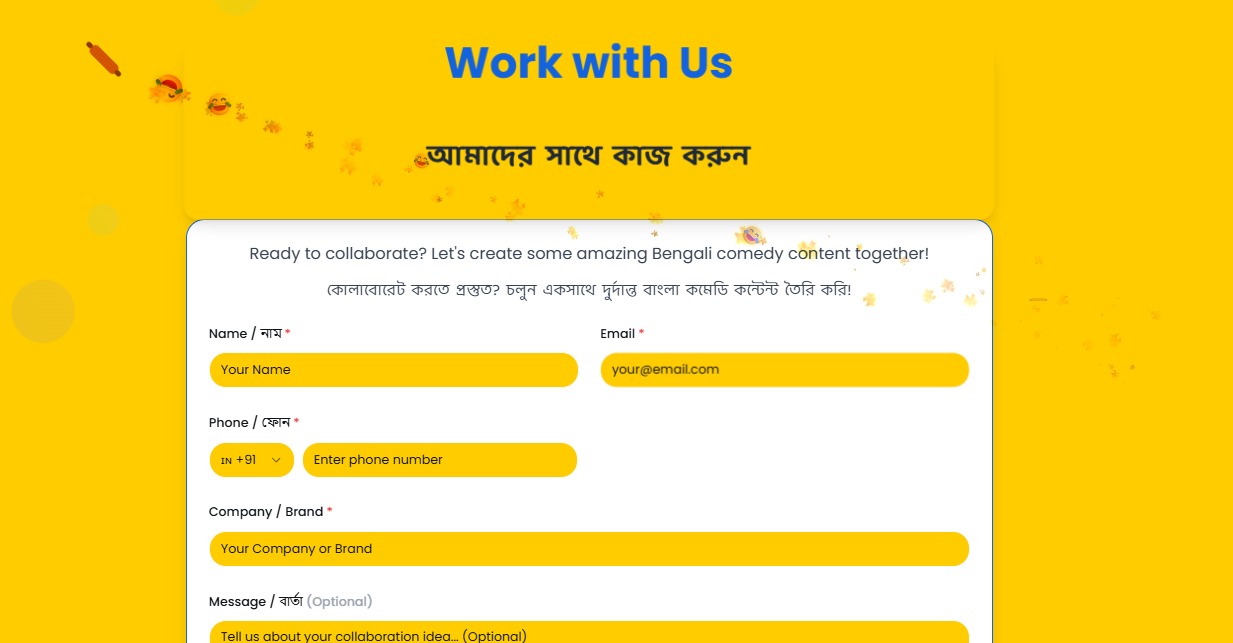 Work with Us
আমাদের সাথে কাজ করুন
Ready to collaborate? Let's create some amazing Bengali comedy content together!
কোলাবোরেট করতে প্রস্তুত? চলুন একসাথে দুর্দান্ত বাংলা কমেডি কন্টেন্ট তৈরি করি!
Name / নাম *
Email *
Your Name
your@email.com
Phone / ফোন *
IN +91
Enter phone number
Company / Brand *
Your Company or Brand
Message / বার্তা (Optional)
Tell us about your collaboration idea... (Optional)